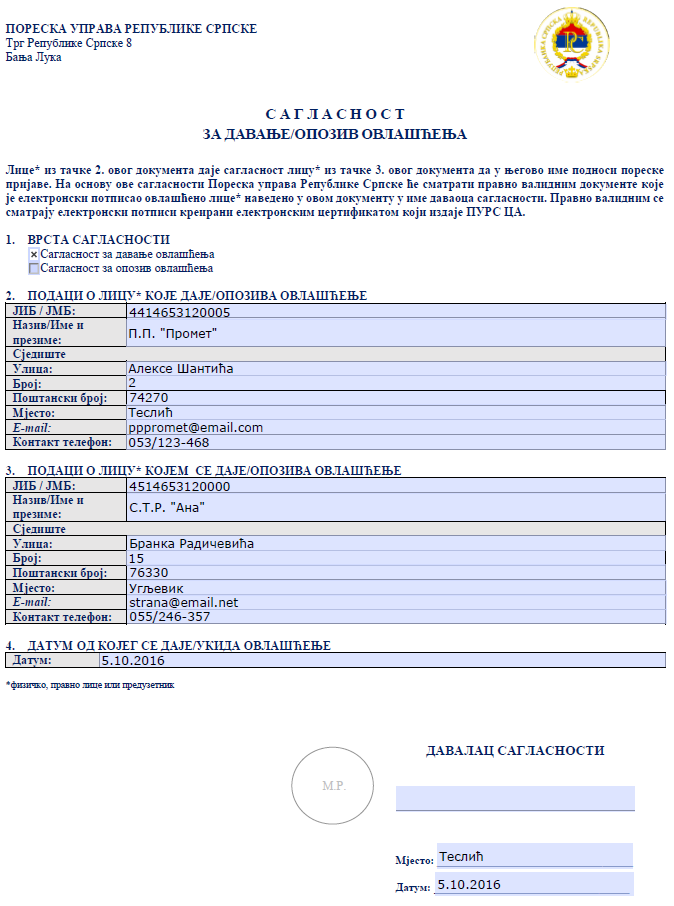 ПОРЕСКА УПРАВА РЕПУБЛИКЕ СРПСКЕ
Трг Републике Српске 8
Бања Лука
С А Г Л А С Н О С Т
ЗА ДАВАЊЕ/ОПОЗИВ ОВЛАШЋЕЊА
Лице* из тачке 2. овог документа даје сагласност лицу* из тачке 3. овог документа да у његово име подноси пореске
пријаве. На основу ове сагласности Пореска управа Републике Српске ће сматрати правно валидним документе које
је електронски потписао овлашћено лице* наведено у овом документу у име даваоца сагласности. Правно валидним се
сматрају електронски потписи креирани електронским цертификатом који издаје ПУРС ЦА.
1. ВРСТА САГЛАСНОСТИ
Сагласност за давање овлашћења
Сагласност за опозив овлашћења
2. ПОДАЦИ О ЛИЦУ* КОЈЕ ДАЈЕ/ОПОЗИВА ОВЛАШЋЕЊЕ
ЈИБ / ЈМБ: 4414653120005
Назив/Име и
презиме: П.П. "Промет"
Сједиште
Улица: Алексе Шантића
Број: 2
Поштански број: 74270
Мјесто: Теслић
E-mail: pppromet@email.com
Контакт телефон: 053/123-468
3. ПОДАЦИ О ЛИЦУ* КОЈЕМ СЕ ДАЈЕ/ОПОЗИВА ОВЛАШЋЕЊЕ
ЈИБ / ЈМБ: 4514653120000
Назив/Име и
презиме: С.Т.Р. "Ана"
Сједиште
Улица: Бранка Радичевића
Број: 15
Поштански број: 76330
Мјесто: Угљевик
E-mail: strana@email.net
Контакт телефон: 055/246-357
4. ДАТУМ ОД КОЈЕГ СЕ ДАЈЕ/УКИДА ОВЛАШЋЕЊЕ
Датум: 5.10.2016
*физичко, правно лице или предузетник
ДАВАЛАЦ САГЛАСНОСТИ
М.Р.
Мјесто: Теслић
Датум: 5.10.2016